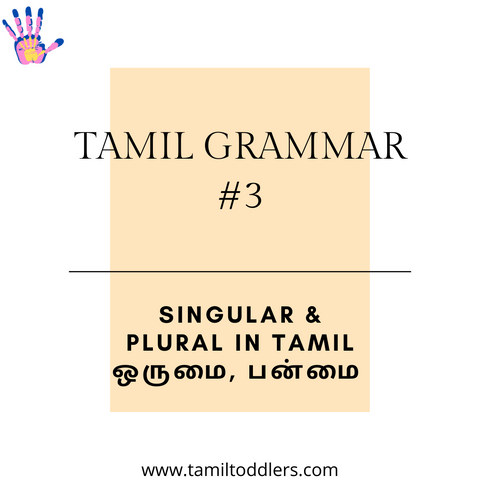 TAMIL GRAMMAR
#3
SINGULAR &
PLURAL IN TAMIL
ஒருமை, பன்மை
www.tamiltoddlers.com